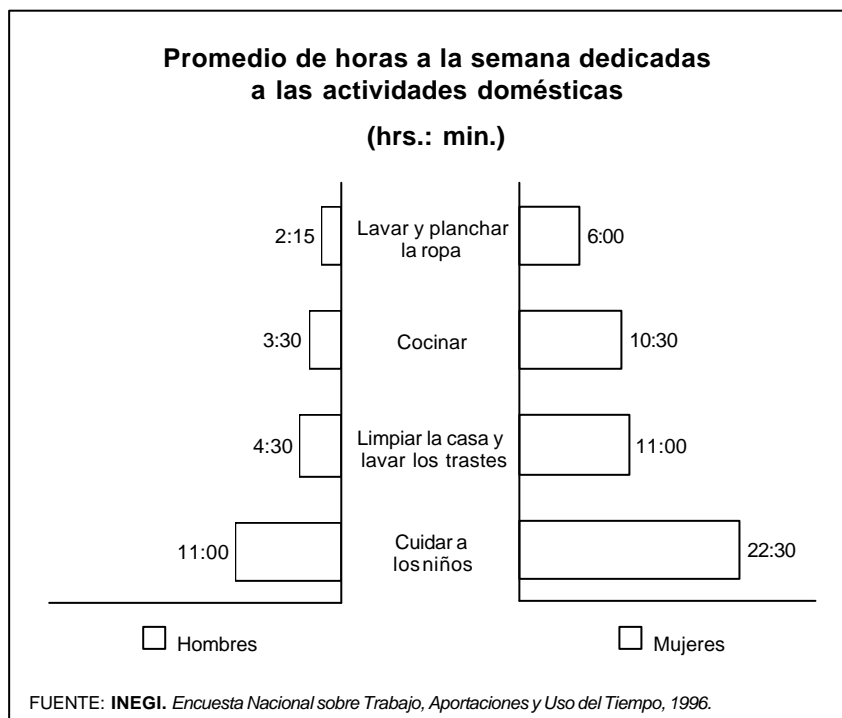 Promedio de horas a la semana dedicadas
a las actividades domésticas
(hrs.: min.)
2:15
Lavar y planchar
la ropa
6:00
3:30
Cocinar
10:30
4:30
Limpiar la casa y
lavar los trastes
11:00
11:00
Cuidar a
los niños
22:30
Hombres
Mujeres
FUENTE: INEGI. Encuesta Nacional sobre Trabajo, Aportaciones y Uso del Tiempo, 1996.